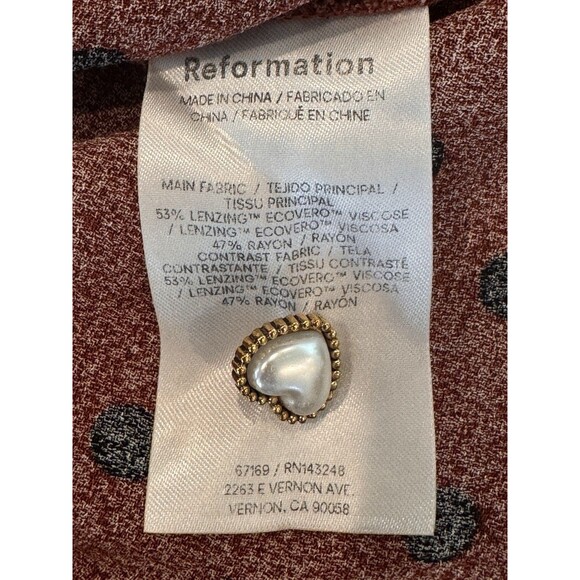 Reformation
MADE IN CHINA / FABRICADO EN
CHINA / FABRIQUÉ EN CHINE
MAIN FABRIC / TEJIDO PRINCIPAL /
TISSU PRINCIPAL
53% LENZING™ ECOVERO™ VISCOSE
/ LENZING™ ECOVERO™ VISCOSA
47% RAYON / RAYÓN
CONTRAST FABRIC / TELA
CONTRASTANTE / TISSU CONTRASTÉ
53% LENZING™ ECOVERO™ VISCOSE
/ LENZING™ ECOVERO™ VISCOSA
47% RAYON / RAYÓN
67169 / RN143248
2263 E VERNON AVE.
VERNON, CA 90058